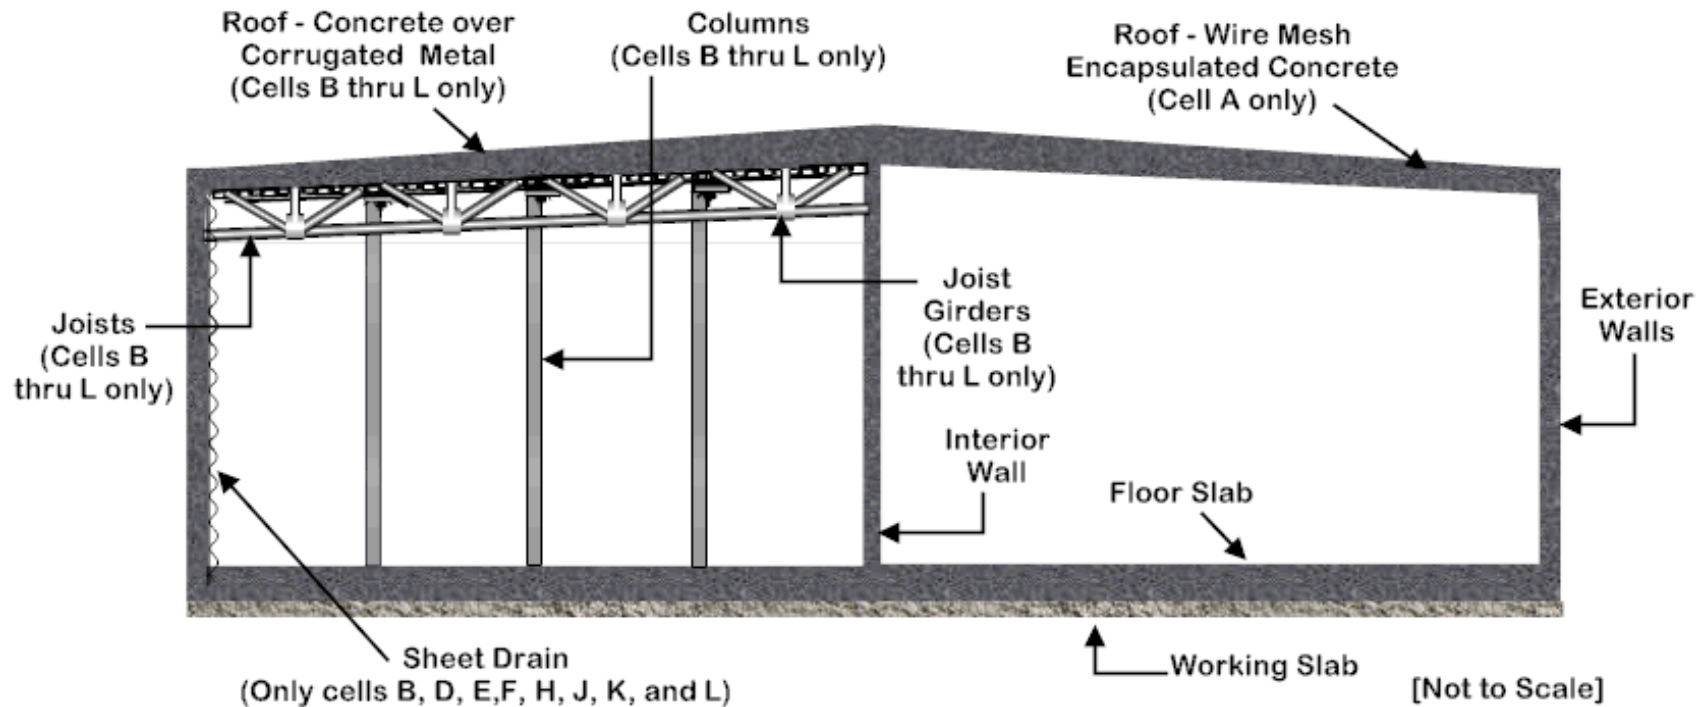 Roof - Concrete over
Corrugated Metal
(Cells B thru L only)
Columns
(Cells B thru L only)
Roof - Wire Mesh
Encapsulated Concrete
(Cell A only)
Joists
(Cells B
thru L only)
Joist
Girders
(Cells B
thru L only)
Exterior
Walls
Interior
Wall
Floor Slab
Sheet Drain
(Only cells B, D, E,F, H, J, K, and L)
Working Slab
[Not to Scale]